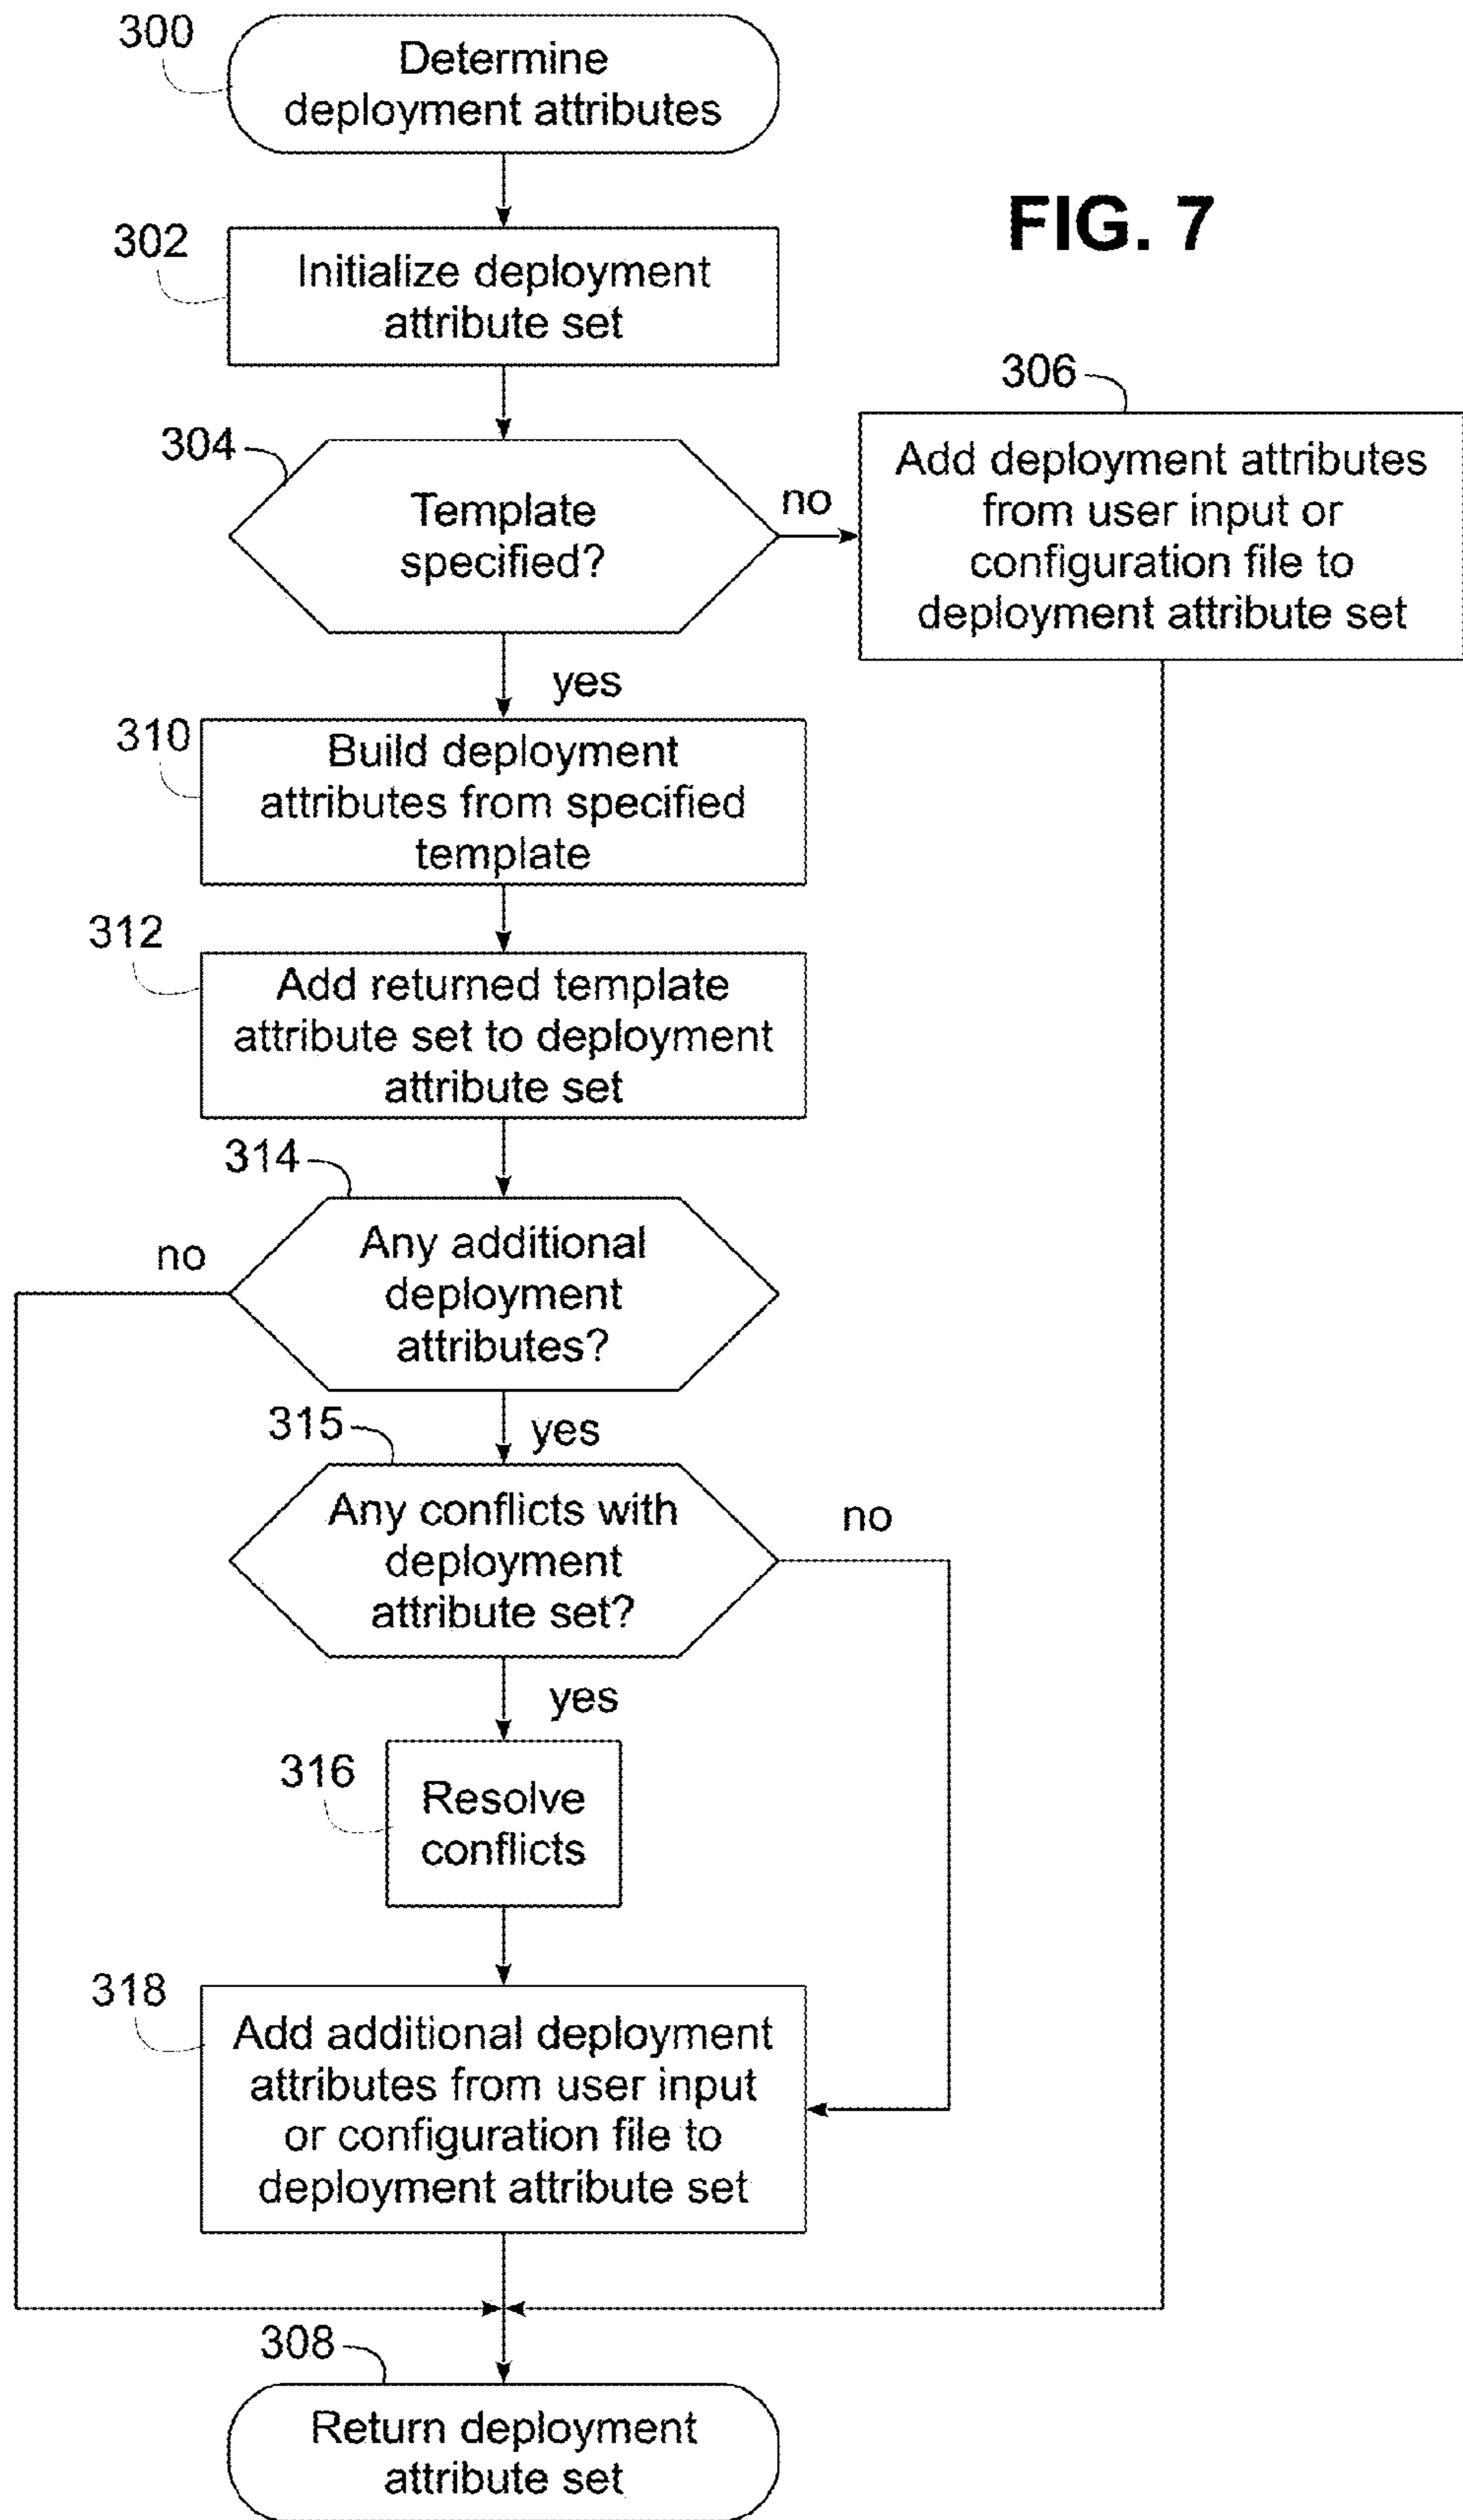 300
Determine
deployment attributes
FIG. 7
302
Initialize deployment
attribute set
306
304
Template
specified?
no
Add deployment attributes
from user input or
configuration file to
deployment attribute set
yes
310
Build deployment
attributes from specified
template
312
Add returned template
attribute set to deployment
attribute set
314
no
Any additional
deployment
attributes?
315
yes
Any conflicts with
deployment
attribute set?
no
yes
316
Resolve
conflicts
318
Add additional deployment
attributes from user input
or configuration file to
deployment attribute set
308
Return deployment
attribute set